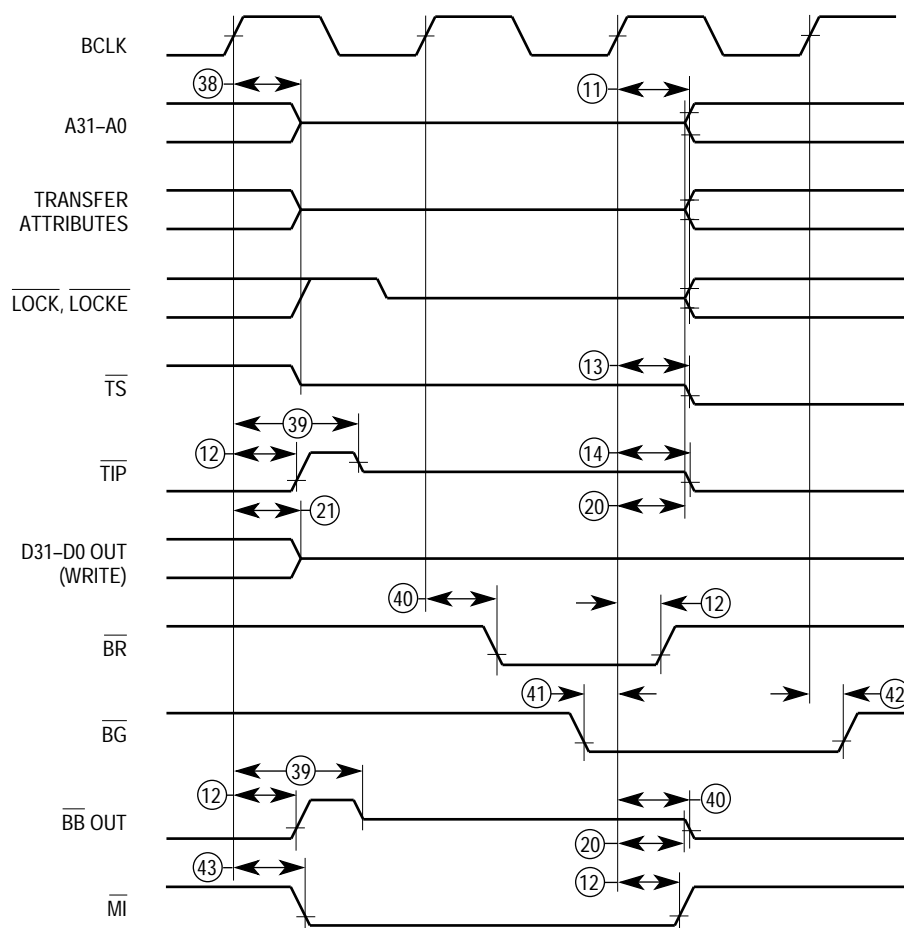 BCLK
38
11
A31–A0
TRANSFER
ATTRIBUTES
LOCK, LOCKE
TS
13
39
12
14
TIP
21
20
D31–D0 OUT
(WRITE)
40
12
BR
41
42
BG
39
12
40
BB OUT
20
43
12
MI